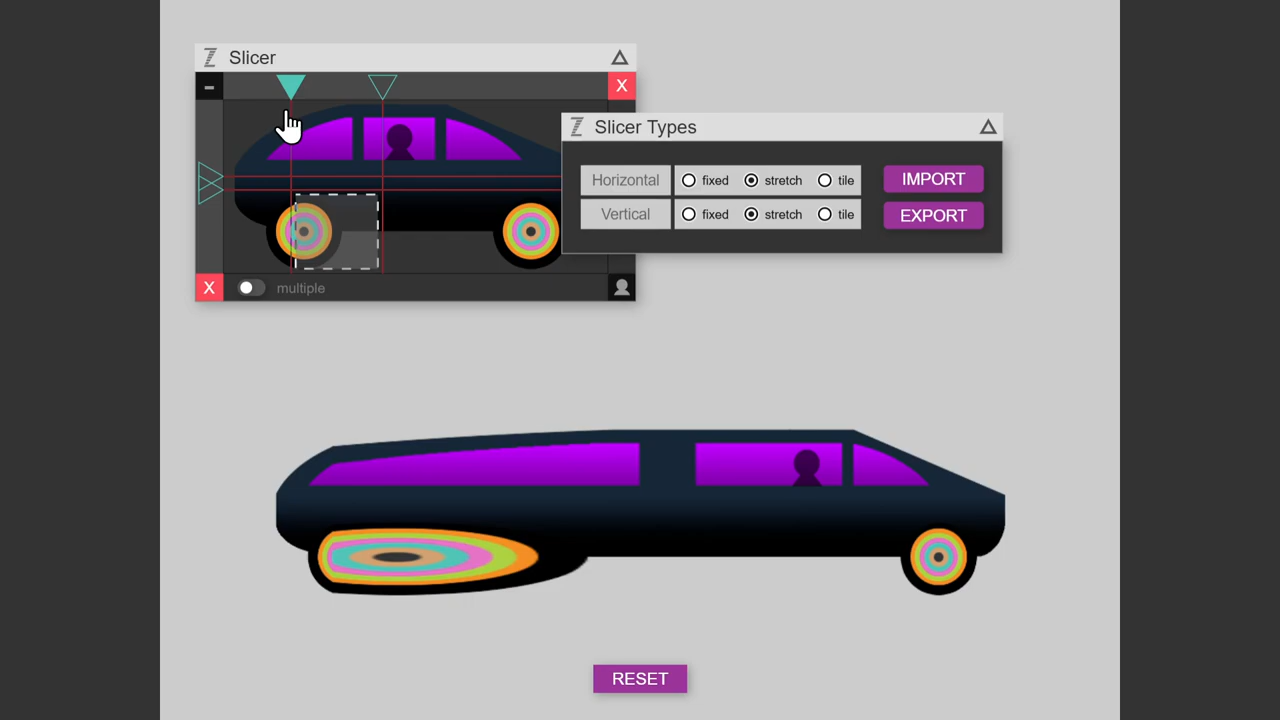 Slicer
-
X
Slicer Types
Horizontal fixed stretch tile IMPORT
Vertical fixed stretch tile EXPORT
X multiple
RESET